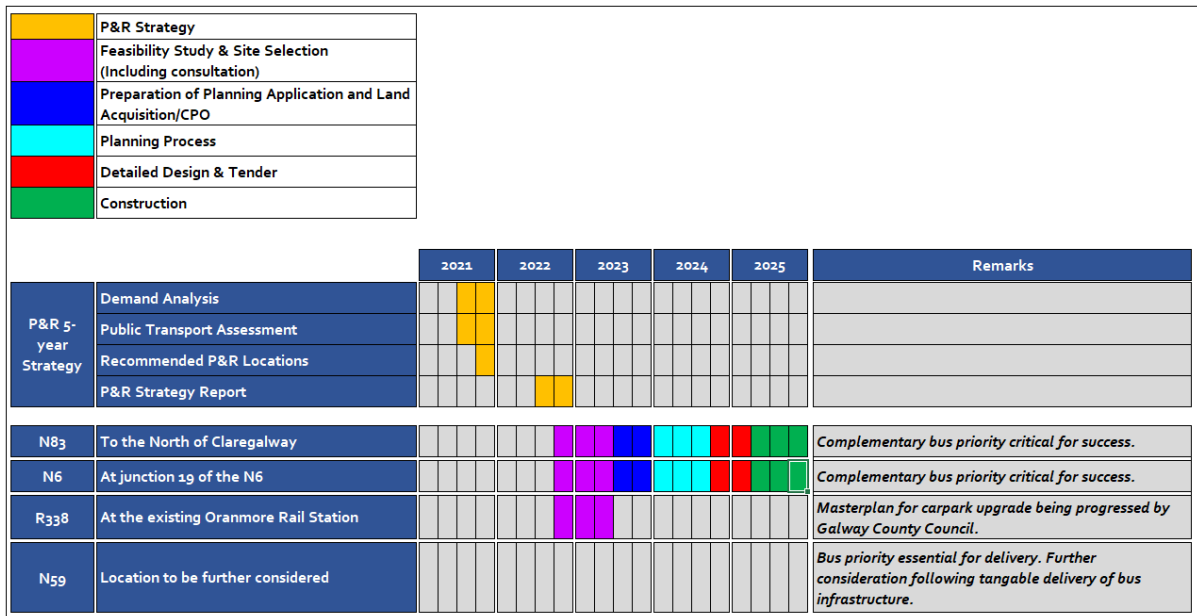 P&R Strategy
Feasibility Study & Site Selection
(Including consultation)
Preparation of Planning Application and Land
Acquisition/CPO
Planning Process
Detailed Design & Tender
Construction
2021 2022 2023 2024 2025 Remarks
P&R 5-
year
Strategy
Demand Analysis
Public Transport Assessment
Recommended P&R Locations
P&R Strategy Report
N83 To the North of Claregalway Complementary bus priority critical for success.
N6 At junction 19 of the N6 Complementary bus priority critical for success.
R338 At the existing Oranmore Rail Station
Masterplan for carpark upgrade being progressed by
Galway County Council.
N59 Location to be further considered
Bus priority essential for delivery. Further
consideration following tangable delivery of bus
infrastructure.